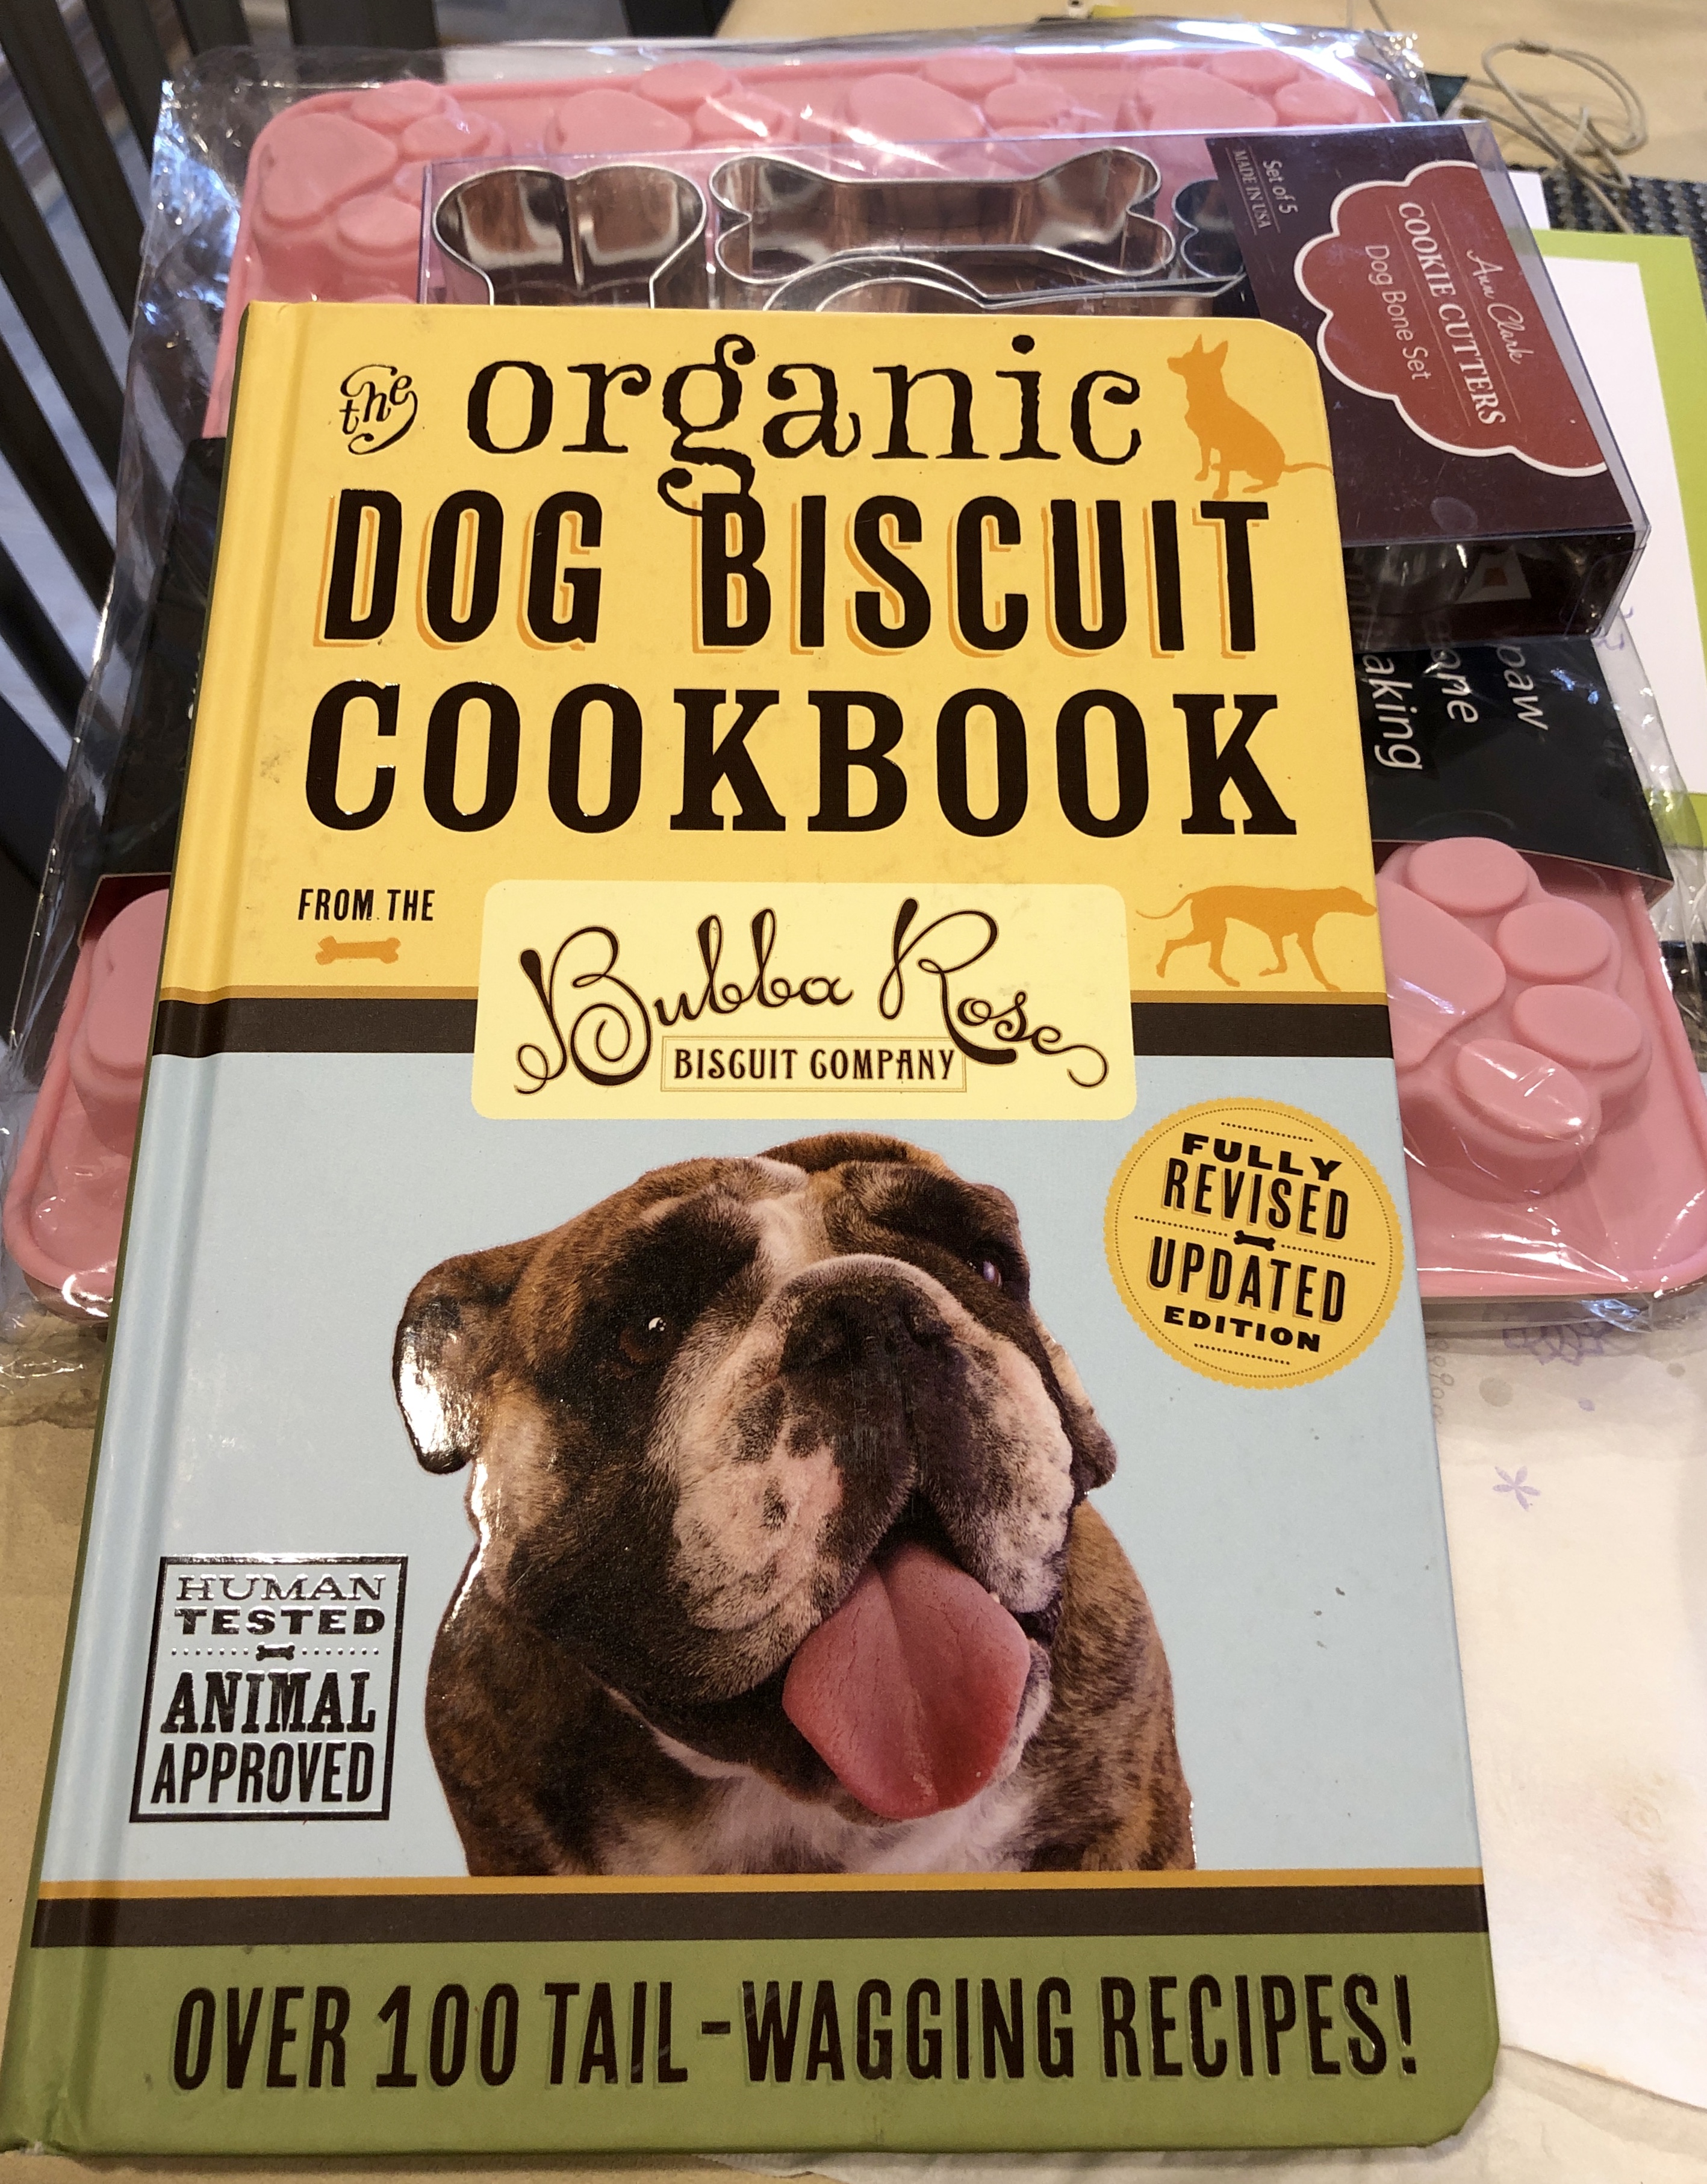 Set of 5
MADE IN USA
Ann Clark
COOKIE CUTTERS
Dog Bone Set
paw
one
aking
the organic
DOG BISCUIT
COOKBOOK
FROM THE
Bubba Rose
BISCUIT COMPANY
FULLY
REVISED
UPDATED
EDITION
HUMAN
TESTED
ANIMAL
APPROVED
OVER 100 TAIL-WAGGING RECIPES!